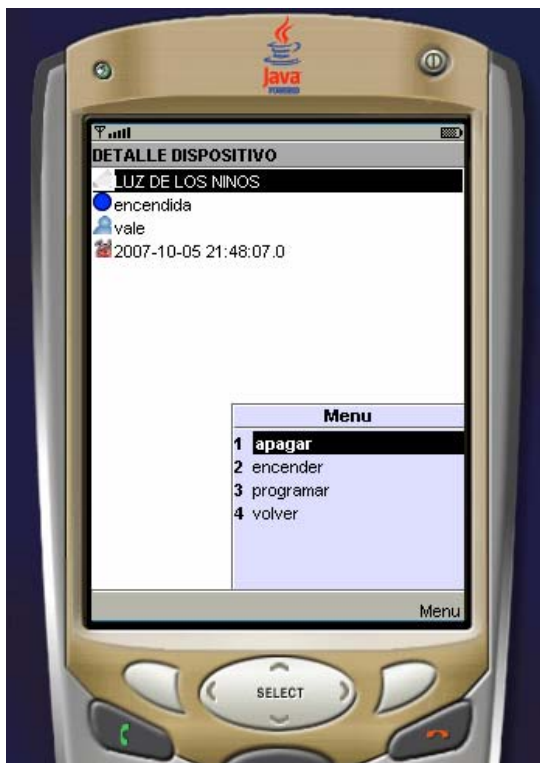 Java
POWERED
DETALLE DISPOSITIVO
LUZ DE LOS NINOS
encendida
vale
2007-10-05 21:48:07.0
Menu
1 apagar
2 encender
3 programar
4 volver
Menu
SELECT